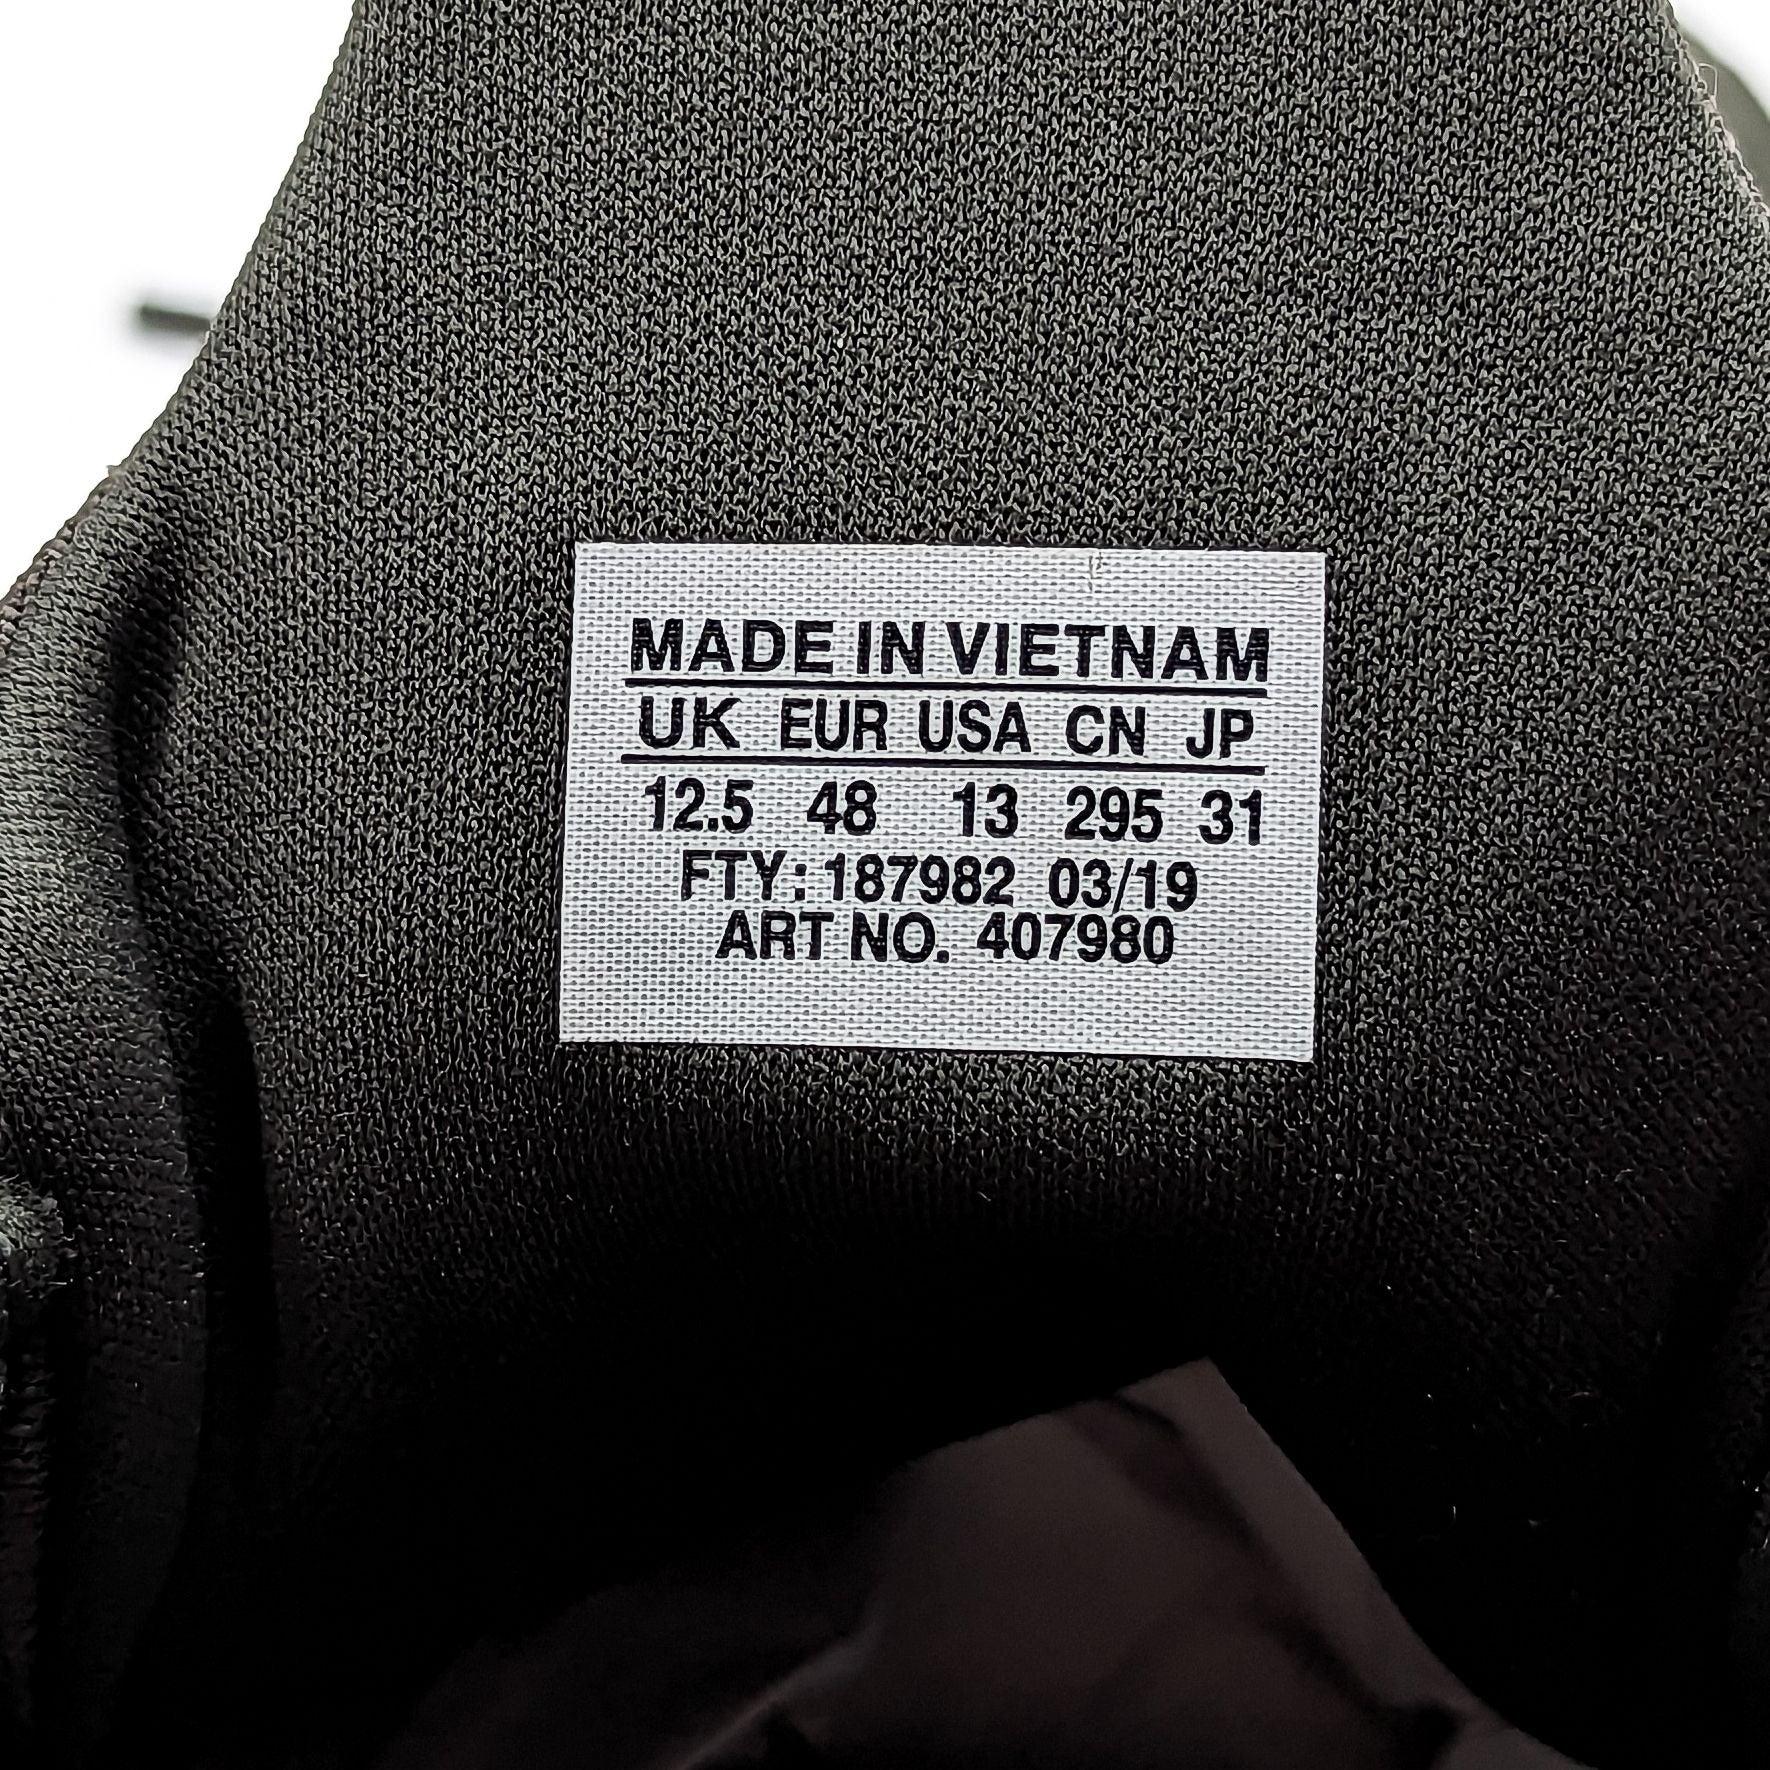 MADE IN VIETNAM
UK EUR USA CN JP
12.5 48 13 295 31
FTY: 187982 03/19
ART NO. 407980